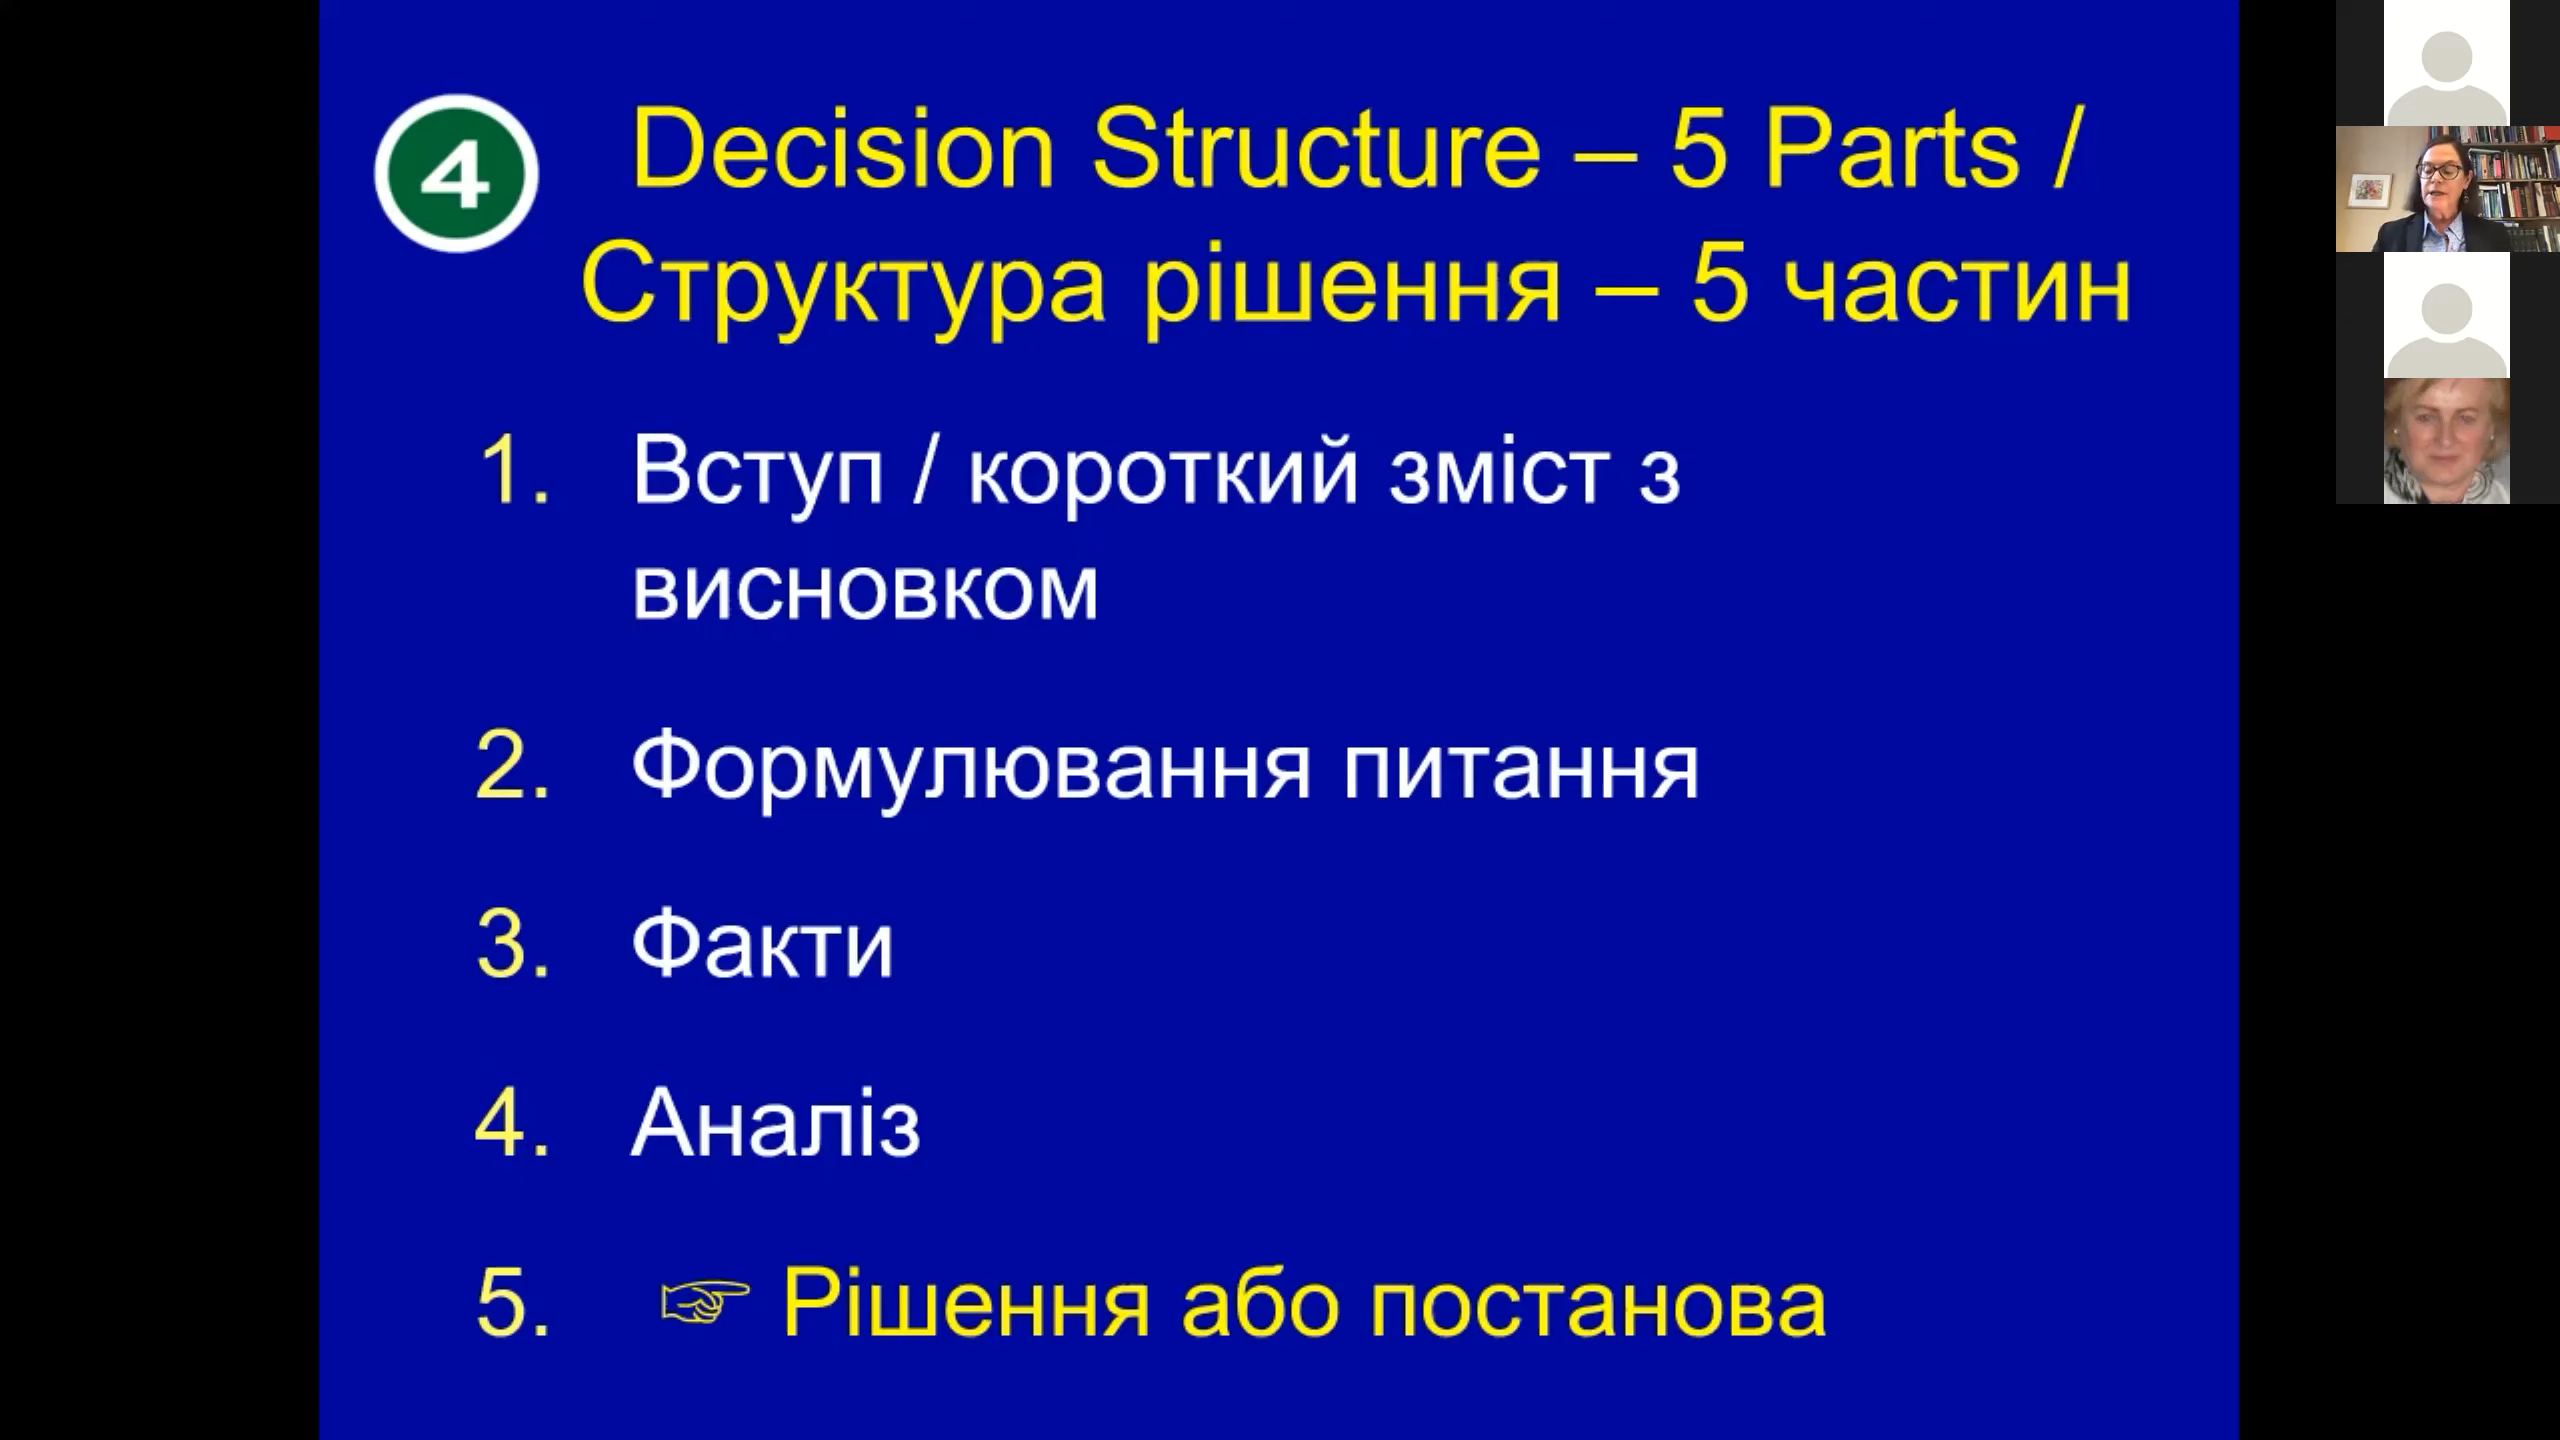 4
Decision Structure – 5 Parts /
Структура рішення – 5 частин
1. Вступ / короткий зміст з
висновком
2. Формулювання питання
3. Факти
4. Аналіз
5. ☞ Рішення або постанова